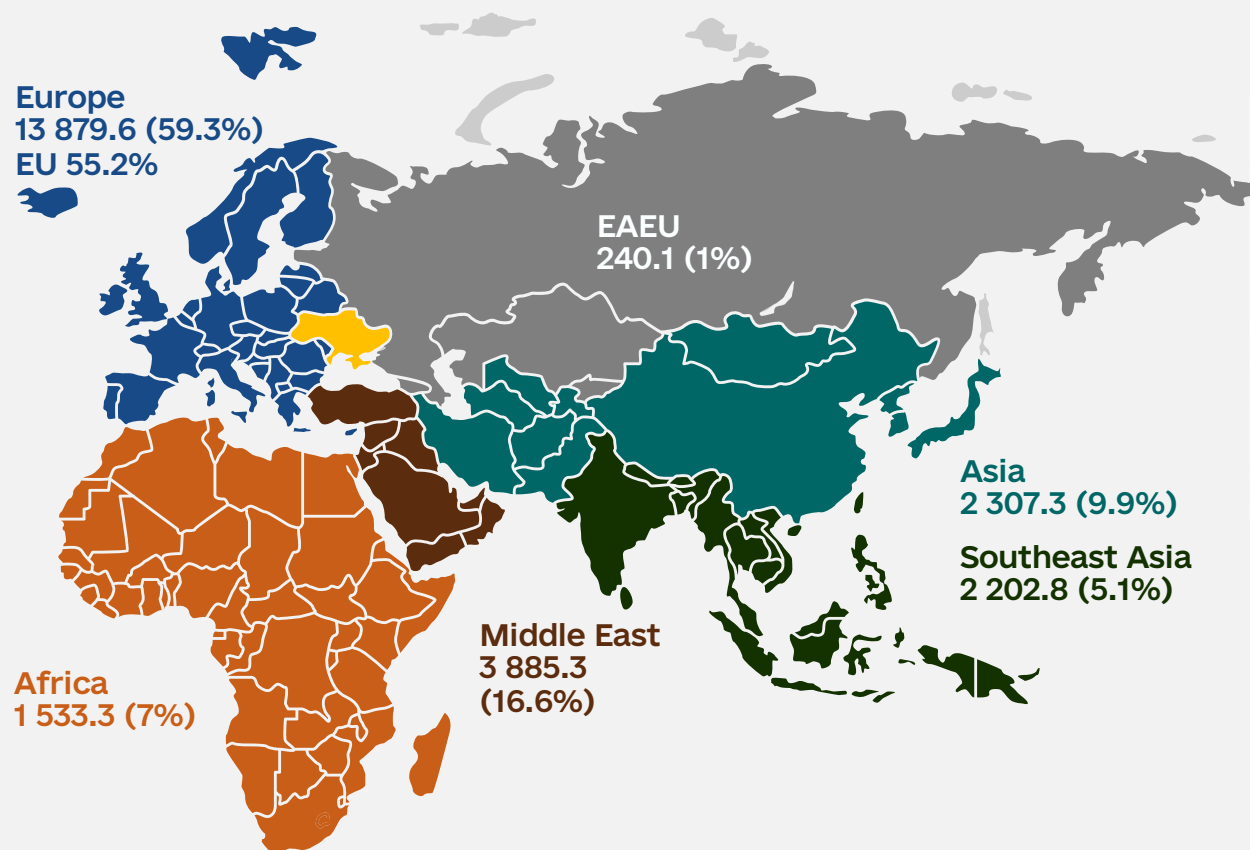 Europe
13 879.6 (59.3%)
EU 55.2%
EAEU
240.1 (1%)
Asia
2 307.3 (9.9%)
Southeast Asia
2 202.8 (5.1%)
Middle East
3 885.3
(16.6%)
Africa
1 533.3 (7%)